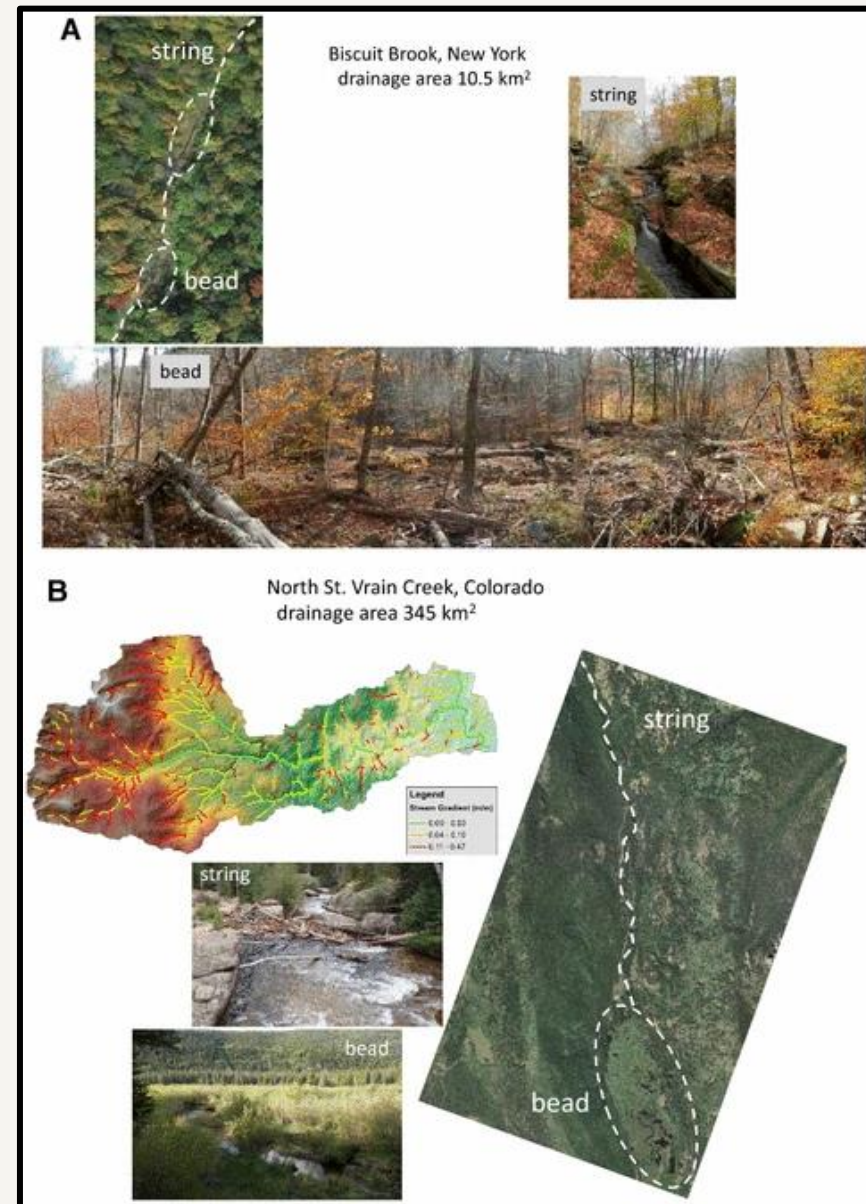 A
string
bead
Biscuit Brook, New York
drainage area 10.5 km²
string
bead
B
North St. Vrain Creek, Colorado
drainage area 345 km²
Legend
Stream Gradient (m/m)
string
bead
string
bead